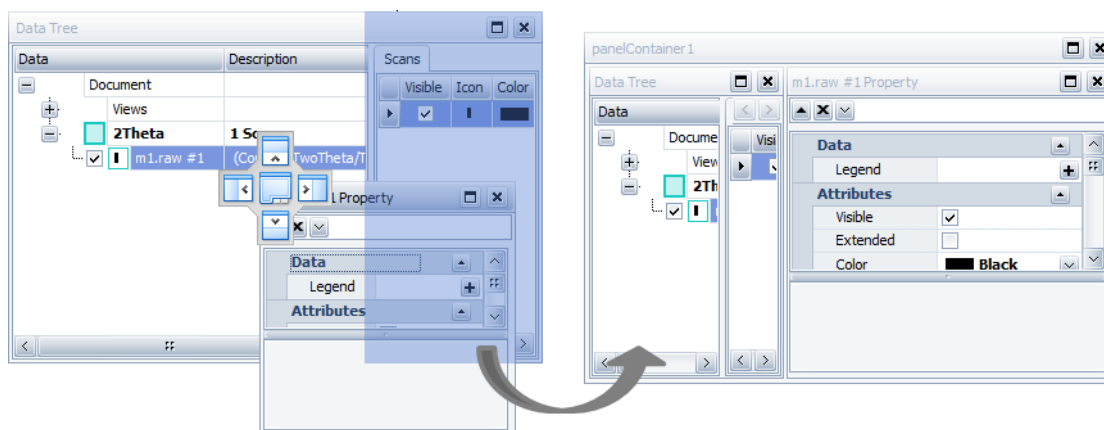 Data Tree
Data Description
Document
Views
2Theta 1 Sc
m1.raw #1 (Co TwoTheta/T
Scans
Visible Icon Color
1 Property
Data
Legend
Attributes
panelContainer1
Data Tree
Data
Docume
View
2Th
Visi
m1.raw #1 Property
Data
Legend
Attributes
Visible
Extended
Color Black